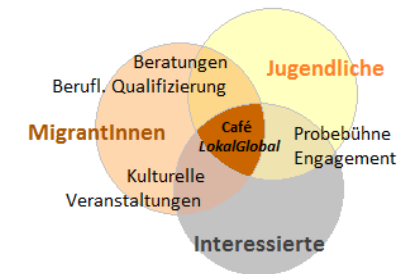 Beratungen
Berufl. Qualifizierung
Jugendliche
MigrantInnen
Café
LokalGlobal
Probebühne
Engagement
Kulturelle
Veranstaltungen
Interessierte